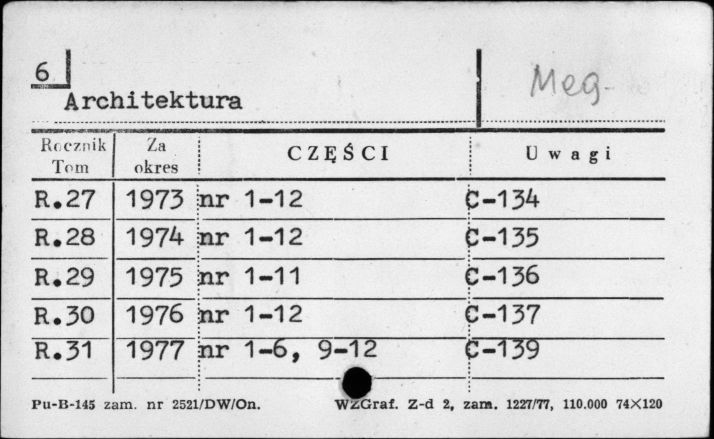 6 Meg.
Architektura
Rocznik Tom Za okres CZĘŚCI Uwagi
R.27 1973 nr 1-12 C-134
R.28 1974 nr 1-12 C-135
R.29 1975 nr 1-11 C-136
R.30 1976 nr 1-12 C-137
R.31 1977 nr 1-6, 9-12 C-139
Pu-B-145 zam. nr 2521/DW/On. WZGraf. Z-d 2, zam. 1227/77, 110.000 74×120